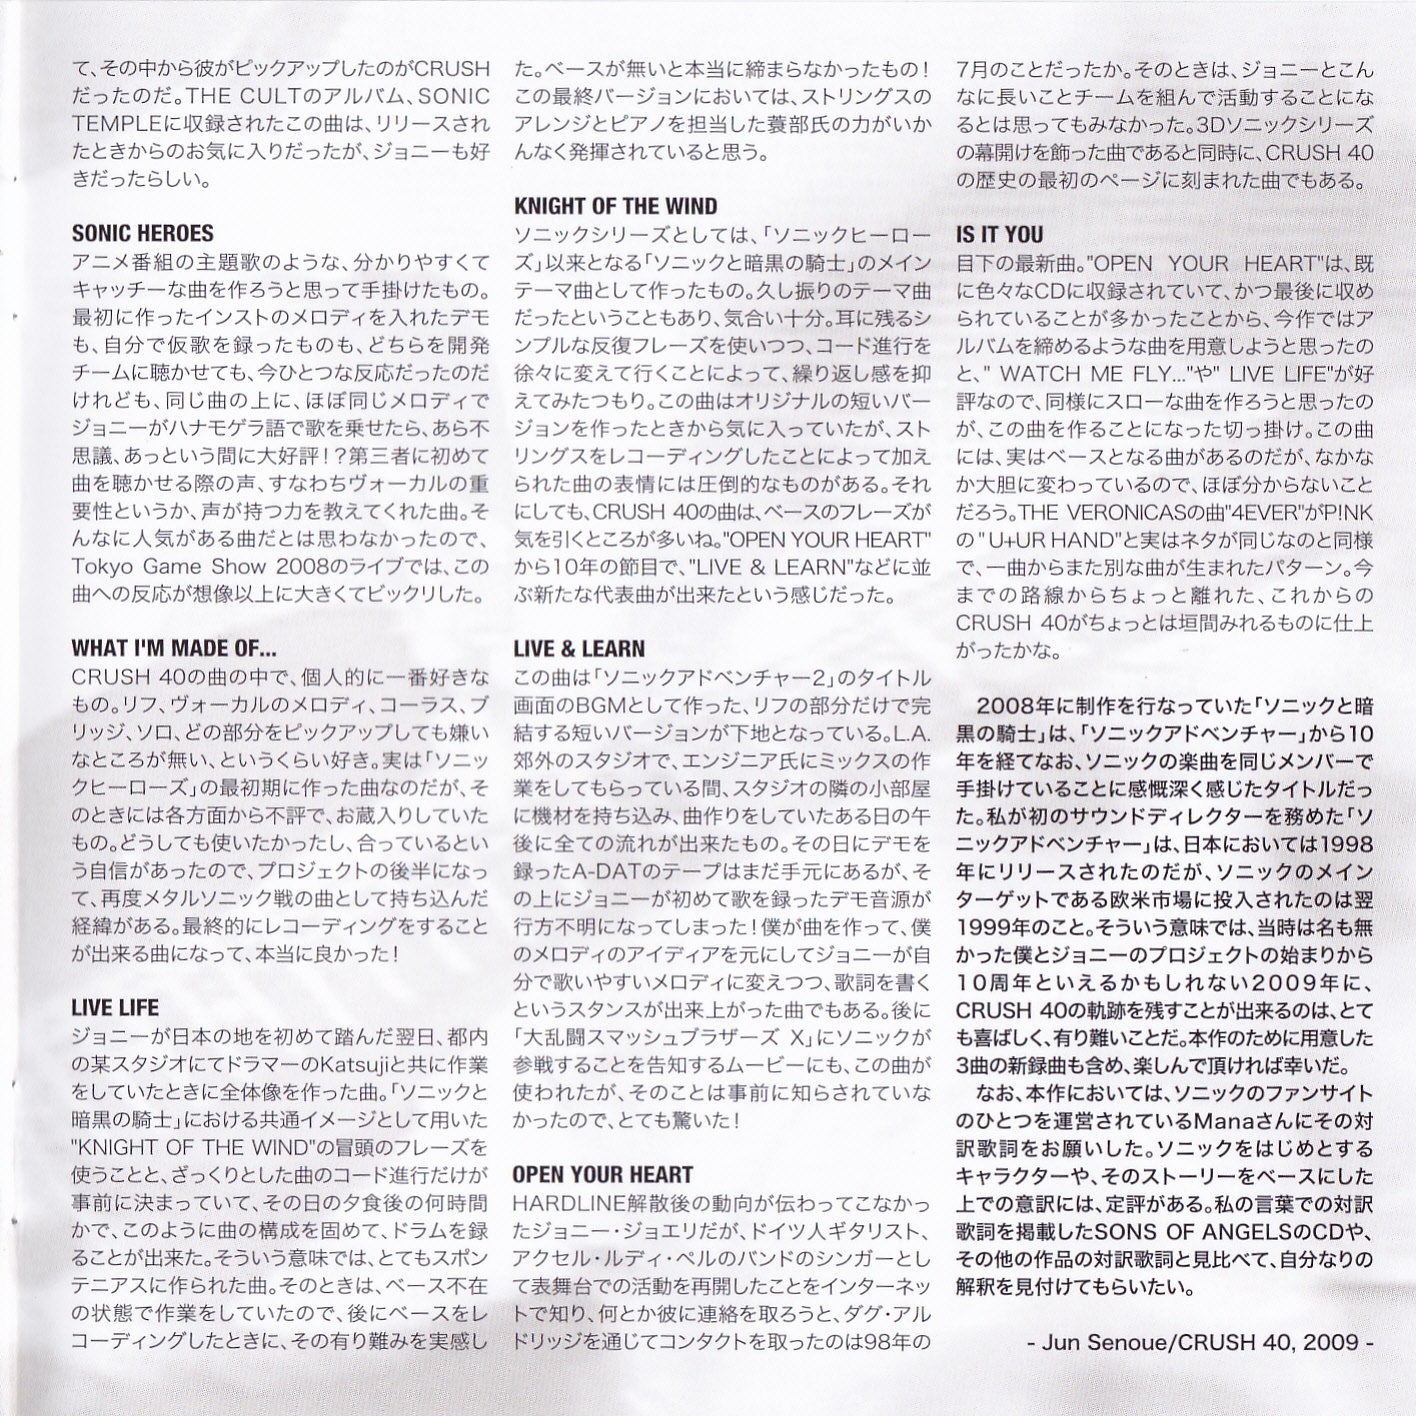 て、その中から彼がピックアップしたのがCRUSH
だったのだ。THE CULTのアルバム、SONIC
TEMPLEに収録されたこの曲は、リリースされ
たときからのお気に入りだったが、ジョニーも好
きだったらしい。
SONIC HEROES
アニメ番組の主題歌のような、分かりやすくて
キャッチーな曲を作ろうと思って手掛けたもの。
最初に作ったインストのメロディを入れたデモ
も、自分で仮歌を録ったものも、どちらを開発
チームに聴かせても、今ひとつな反応だったのだ
けれども、同じ曲の上に、ほぼ同じメロディで
ジョニーがハナモゲラ語で歌を乗せたら、あら不
思議、あっという間に大好評!?第三者に初めて
曲を聴かせる際の声、すなわちヴォーカルの重
要性というか、声が持つ力を教えてくれた曲。そ
んなに人気がある曲だとは思わなかったので、
Tokyo Game Show 2008のライブでは、この
曲への反応が想像以上に大きくてビックリした。
WHAT I'M MADE OF...
CRUSH 40の曲の中で、個人的に一番好きな
もの。リフ、ヴォーカルのメロディ、コーラス、ブ
リッジ、ソロ、どの部分をピックアップしても嫌い
なところが無い、というくらい好き。実は「ソニッ
クヒーローズ」の最初期に作った曲なのだが、そ
のときには各方面から不評で、お蔵入りしていた
もの。どうしても使いたかったし、合っているとい
う自信があったので、プロジェクトの後半になっ
て、再度メタルソニック戦の曲として持ち込んだ
経緯がある。最終的にレコーディングをすること
が出来る曲になって、本当に良かった!
LIVE LIFE
ジョニーが日本の地を初めて踏んだ翌日、都内
の某スタジオにてドラマーのKatsujiと共に作業
をしていたときに全体像を作った曲。「ソニックと
暗黒の騎士」における共通イメージとして用いた
"KNIGHT OF THE WIND"の冒頭のフレーズを
使うことと、ざっくりとした曲のコード進行だけが
事前に決まっていて、その日の夕食後の何時間
かで、このように曲の構成を固めて、ドラムを録
ることが出来た。そういう意味では、とてもスポン
テニアスに作られた曲。そのときは、ベース不在
の状態で作業をしていたので、後にベースをレ
コーディングしたときに、その有り難みを実感し
た。ベースが無いと本当に締まらなかったもの!
この最終バージョンにおいては、ストリングスの
アレンジとピアノを担当した蓑部氏の力がいか
んなく発揮されていると思う。
KNIGHT OF THE WIND
ソニックシリーズとしては、「ソニックヒーロー
ズ」以来となる「ソニックと暗黒の騎士」のメイン
テーマ曲として作ったもの。久し振りのテーマ曲
だったということもあり、気合い十分。耳に残るシ
ンプルな反復フレーズを使いつつ、コード進行を
徐々に変えて行くことによって、繰り返し感を抑
えてみたつもり。この曲はオリジナルの短いバー
ジョンを作ったときから気に入っていたが、スト
リングスをレコーディングしたことによって加え
られた曲の表情には圧倒的なものがある。それ
にしても、CRUSH 40の曲は、ベースのフレーズが
気を引くところが多いね。"OPEN YOUR HEART"
から10年の節目で、"LIVE & LEARN"などに並
ぶ新たな代表曲が出来たという感じだった。
LIVE & LEARN
この曲は「ソニックアドベンチャー2」のタイトル
画面のBGMとして作った、リフの部分だけで完
結する短いバージョンが下地となっている。L.A.
郊外のスタジオで、エンジニア氏にミックスの作
業をしてもらっている間、スタジオの隣の小部屋
に機材を持ち込み、曲作りをしていたある日の午
後に全ての流れが出来たもの。その日にデモを
録ったA-DATのテープはまだ手元にあるが、そ
の上にジョニーが初めて歌を録ったデモ音源が
行方不明になってしまった!僕が曲を作って、僕
のメロディのアイディアを元にしてジョニーが自
分で歌いやすいメロディに変えつつ、歌詞を書く
というスタンスが出来上がった曲でもある。後に
「大乱闘スマッシュブラザーズ X」にソニックが
参戦することを告知するムービーにも、この曲が
使われたが、そのことは事前に知らされていな
かったので、とても驚いた!
OPEN YOUR HEART
HARDLINE解散後の動向が伝わってこなかっ
たジョニー・ジョエリだが、ドイツ人ギタリスト、
アクセル・ルディ・ペルのバンドのシンガーとし
て表舞台での活動を再開したことをインターネッ
トで知り、何とか彼に連絡を取ろうと、ダグ・アル
ドリッジを通じてコンタクトを取ったのは98年の
7月のことだったか。そのときは、ジョニーとこん
なに長いことチームを組んで活動することにな
るとは思ってもみなかった。3Dソニックシリーズ
の幕開けを飾った曲であると同時に、CRUSH 40
の歴史の最初のページに刻まれた曲でもある。
IS IT YOU
目下の最新曲。"OPEN YOUR HEART"は、既
に色々なCDに収録されていて、かつ最後に収め
られていることが多かったことから、今作ではア
ルバムを締めるような曲を用意しようと思ったの
と、" WATCH ME FLY..."や" LIVE LIFE"が好
評なので、同様にスローな曲を作ろうと思ったの
が、この曲を作ることになった切っ掛け。この曲
には、実はベースとなる曲があるのだが、なかな
か大胆に変わっているので、ほぼ分からないこと
だろう。THE VERONICASの曲"4EVER"がP!NK
の" U+UR HAND"と実はネタが同じなのと同様
で、一曲からまた別な曲が生まれたパターン。今
までの路線からちょっと離れた、これからの
CRUSH 40がちょっとは垣間みれるものに仕上
がったかな。
2008年に制作を行なっていた「ソニックと暗
黒の騎士」は、「ソニックアドベンチャー」から10
年を経てなお、ソニックの楽曲を同じメンバーで
手掛けていることに感慨深く感じたタイトルだっ
た。私が初のサウンドディレクターを務めた「ソ
ニックアドベンチャー」は、日本においては1998
年にリリースされたのだが、ソニックのメイン
ターゲットである欧米市場に投入されたのは翌
1999年のこと。そういう意味では、当時は名も無
かった僕とジョニーのプロジェクトの始まりから
10周年といえるかもしれない2009年に、
CRUSH 40の軌跡を残すことが出来るのは、とて
も喜ばしく、有り難いことだ。本作のために用意した
3曲の新録曲も含め、楽しんで頂ければ幸いだ。
なお、本作においては、ソニックのファンサイト
のひとつを運営されているManaさんにその対
訳歌詞をお願いした。ソニックをはじめとする
キャラクターや、そのストーリーをベースにした
上での意訳には、定評がある。私の言葉での対訳
歌詞を掲載したSONS OF ANGELSのCDや、
その他の作品の対訳歌詞と見比べて、自分なりの
解釈を見付けてもらいたい。
- Jun Senoue/CRUSH 40, 2009 -